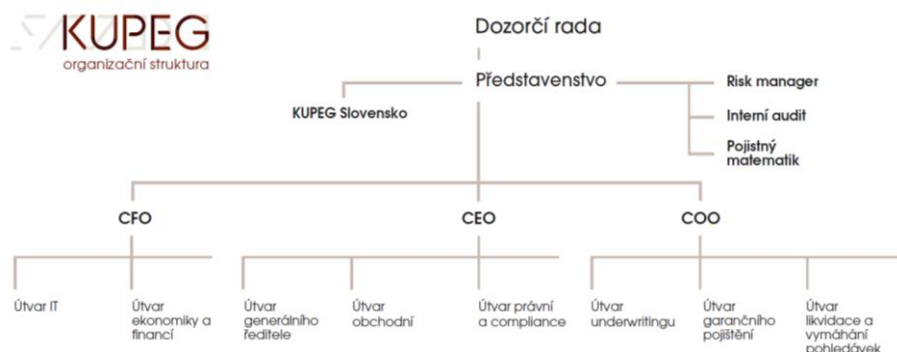 KUPEG
organizační struktura
Dozorčí rada
Představenstvo
KUPEG Slovensko
Risk manager
Interní audit
Pojistný
matematik
CFO
CEO
COO
Útvar IT
Útvar
ekonomiky a
financí
Útvar
generálního
ředitele
Útvar
obchodní
Útvar právní
a compliance
Útvar
underwritingu
Útvar
garančního
pojištění
Útvar
likvidace a
vymáhání
pohledávek